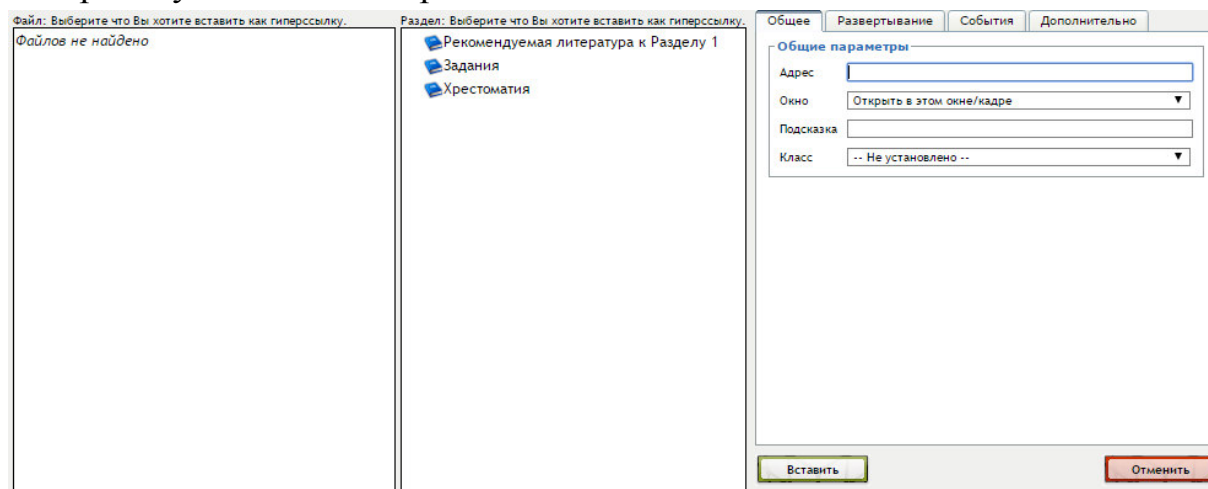 Файл: Выберите что Вы хотите вставить как гиперссылку.
Файлов не найдено
Раздел: Выберите что Вы хотите вставить как гиперссылку.
Рекомендуемая литература к Разделу 1
Задания
Хрестоматия
Общее Развертывание События Дополнительно
Общие параметры
Адрес
Окно Открыть в этом окне/кадре
Подсказка
Класс -- Не установлено --
Вставить Отменить